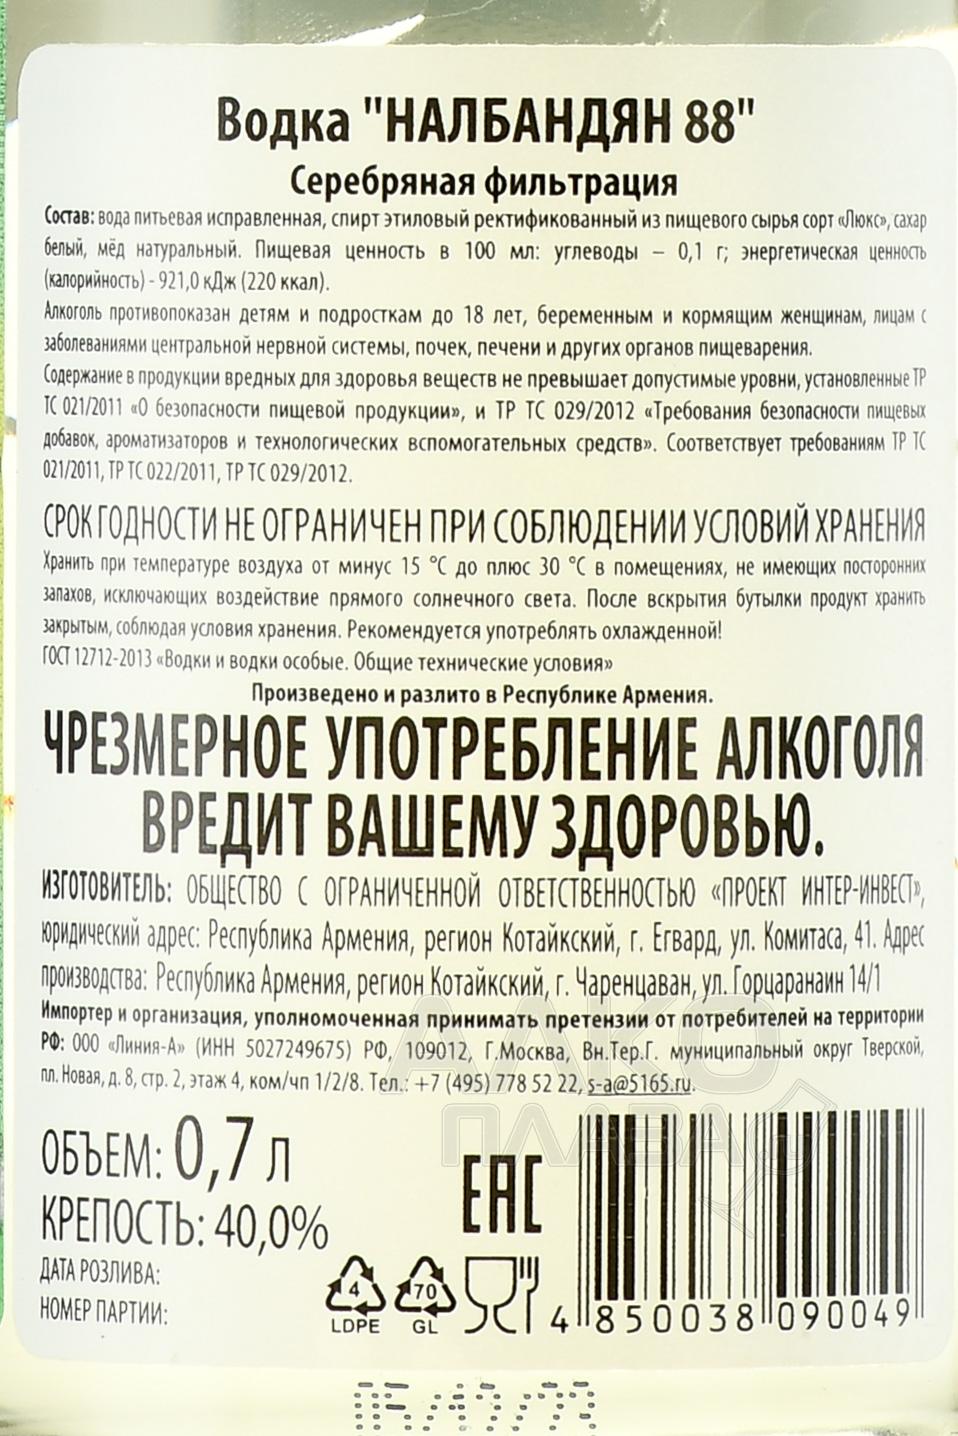 Водка "НАЛБАНДЯН 88"
Серебряная фильтрация
Состав: вода питьевая исправленная, спирт этиловый ректификованный из пищевого сырья сорт «Люкс», сахар
белый, мёд натуральный. Пищевая ценность в 100 мл: углеводы – 0,1 г; энергетическая ценность
(калорийность) - 921,0 кДж (220 ккал).
Алкоголь противопоказан детям и подросткам до 18 лет, беременным и кормящим женщинам, лицам с
заболеваниями центральной нервной системы, почек, печени и других органов пищеварения.
Содержание в продукции вредных для здоровья веществ не превышает допустимые уровни, установленные ТР
ТС 021/2011 «О безопасности пищевой продукции», и ТР ТС 029/2012 «Требования безопасности пищевых
добавок, ароматизаторов и технологических вспомогательных средств». Соответствует требованиям ТР ТС
021/2011, ТР ТС 022/2011, ТР ТС 029/2012.
СРОК ГОДНОСТИ НЕ ОГРАНИЧЕН ПРИ СОБЛЮДЕНИИ УСЛОВИЙ ХРАНЕНИЯ
Хранить при температуре воздуха от минус 15 °С до плюс 30 °С в помещениях, не имеющих посторонних
запахов, исключающих воздействие прямого солнечного света. После вскрытия бутылки продукт хранить
закрытым, соблюдая условия хранения. Рекомендуется употреблять охлажденной!
ГОСТ 12712-2013 «Водки и водки особые. Общие технические условия»
Произведено и разлито в Республике Армения.
ЧРЕЗМЕРНОЕ УПОТРЕБЛЕНИЕ АЛКОГОЛЯ
ВРЕДИТ ВАШЕМУ ЗДОРОВЬЮ.
ИЗГОТОВИТЕЛЬ: ОБЩЕСТВО С ОГРАНИЧЕННОЙ ОТВЕТСТВЕННОСТЬЮ «ПРОЕКТ ИНТЕР-ИНВЕСТ»,
юридический адрес: Республика Армения, регион Котайкский, г. Егвард, ул. Комитаса, 41. Адрес
производства: Республика Армения, регион Котайкский, г. Чаренцаван, ул. Горцаранаин 14/1
Импортер и организация, уполномоченная принимать претензии от потребителей на территории
РФ: ООО «Линия-А» (ИНН 5027249675) РФ, 109012, Г.Москва, Вн.Тер.Г. муниципальный округ Тверской,
пл. Новая, д. 8, стр. 2, этаж 4, ком/чп 1/2/8. Тел.: +7 (495) 778 52 22, s-a@5165.ru.
АЛКО
ПЛАЗА
ОБЪЕМ: 0,7 л
КРЕПОСТЬ: 40,0%
ДАТА РОЗЛИВА:
НОМЕР ПАРТИИ:
EAC
4
LDPE
70
GL
4 850038 090049